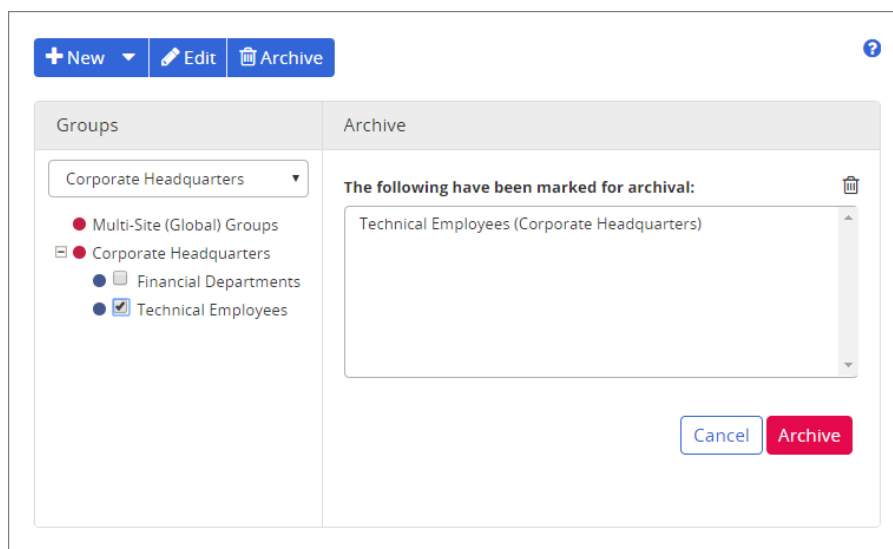 New
Edit
Archive
Groups
Archive
Corporate Headquarters
Multi-Site (Global) Groups
Corporate Headquarters
Financial Departments
Technical Employees
The following have been marked for archival:
Technical Employees (Corporate Headquarters)
Cancel
Archive